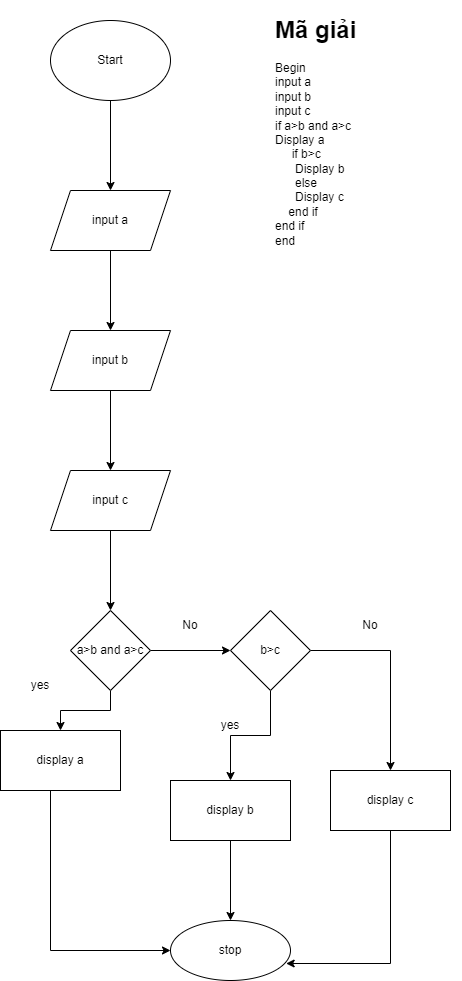 Start
input a
input b
input c
a>b and a>c
No
b>c
No
yes
yes
display a
display b
display c
stop
Mã giải
Begin
input a
input b
input c
if a>b and a>c
Display a
if b>c
Display b
else
Display c
end if
end if
end